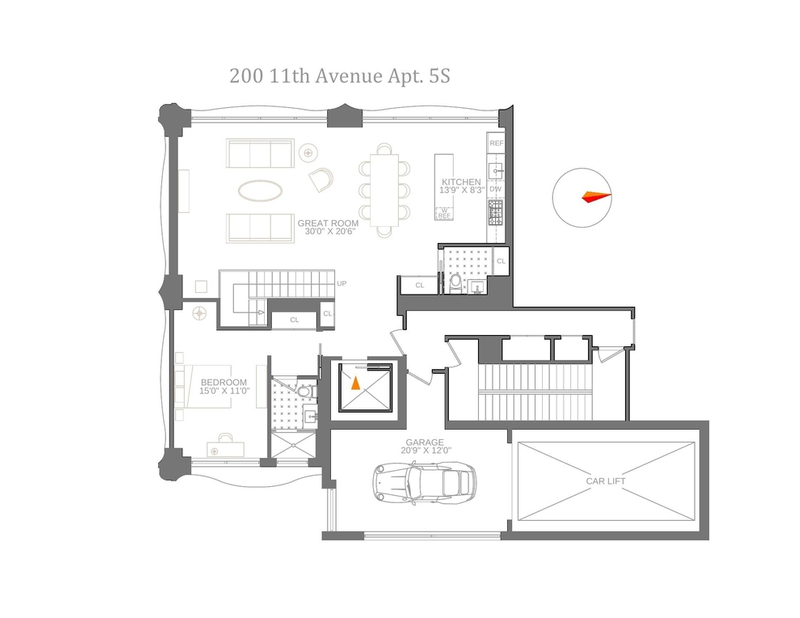 200 11th Avenue Apt. 5S
REF
KITCHEN
13'9" X 8'3"
DW
W
REF
GREAT ROOM
30'0" X 20'6"
CL
CL
UP
CL
CL
BEDROOM
15'0" X 11'0"
GARAGE
20'9" X 12'0"
CAR LIFT